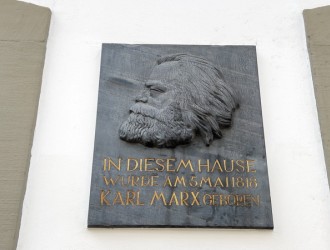 IN DIESEM HAUSE
WURDE AM 5.MAI 1818
KARL MARX GEBOREN